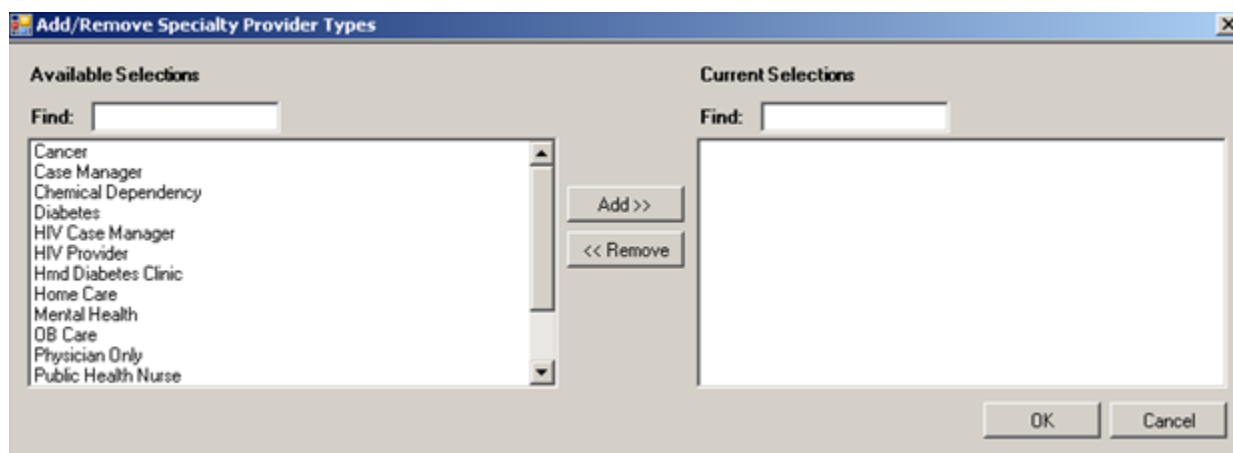 Add/Remove Specialty Provider Types
Available Selections
Current Selections
Find:
Find:
Cancer
Case Manager
Chemical Dependency
Diabetes
HIV Case Manager
HIV Provider
Hmd Diabetes Clinic
Home Care
Mental Health
OB Care
Physician Only
Public Health Nurse
Add >>
<< Remove
OK
Cancel